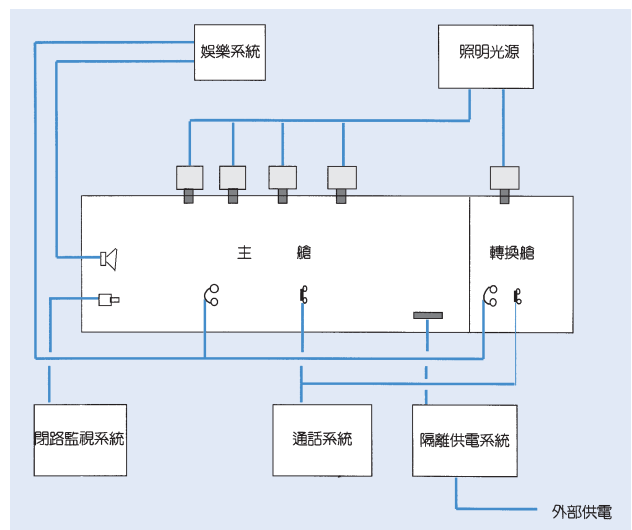 娛樂系統
照明光源
主 艙
轉換艙
閉路監視系統
通話系統
隔離供電系統
外部供電